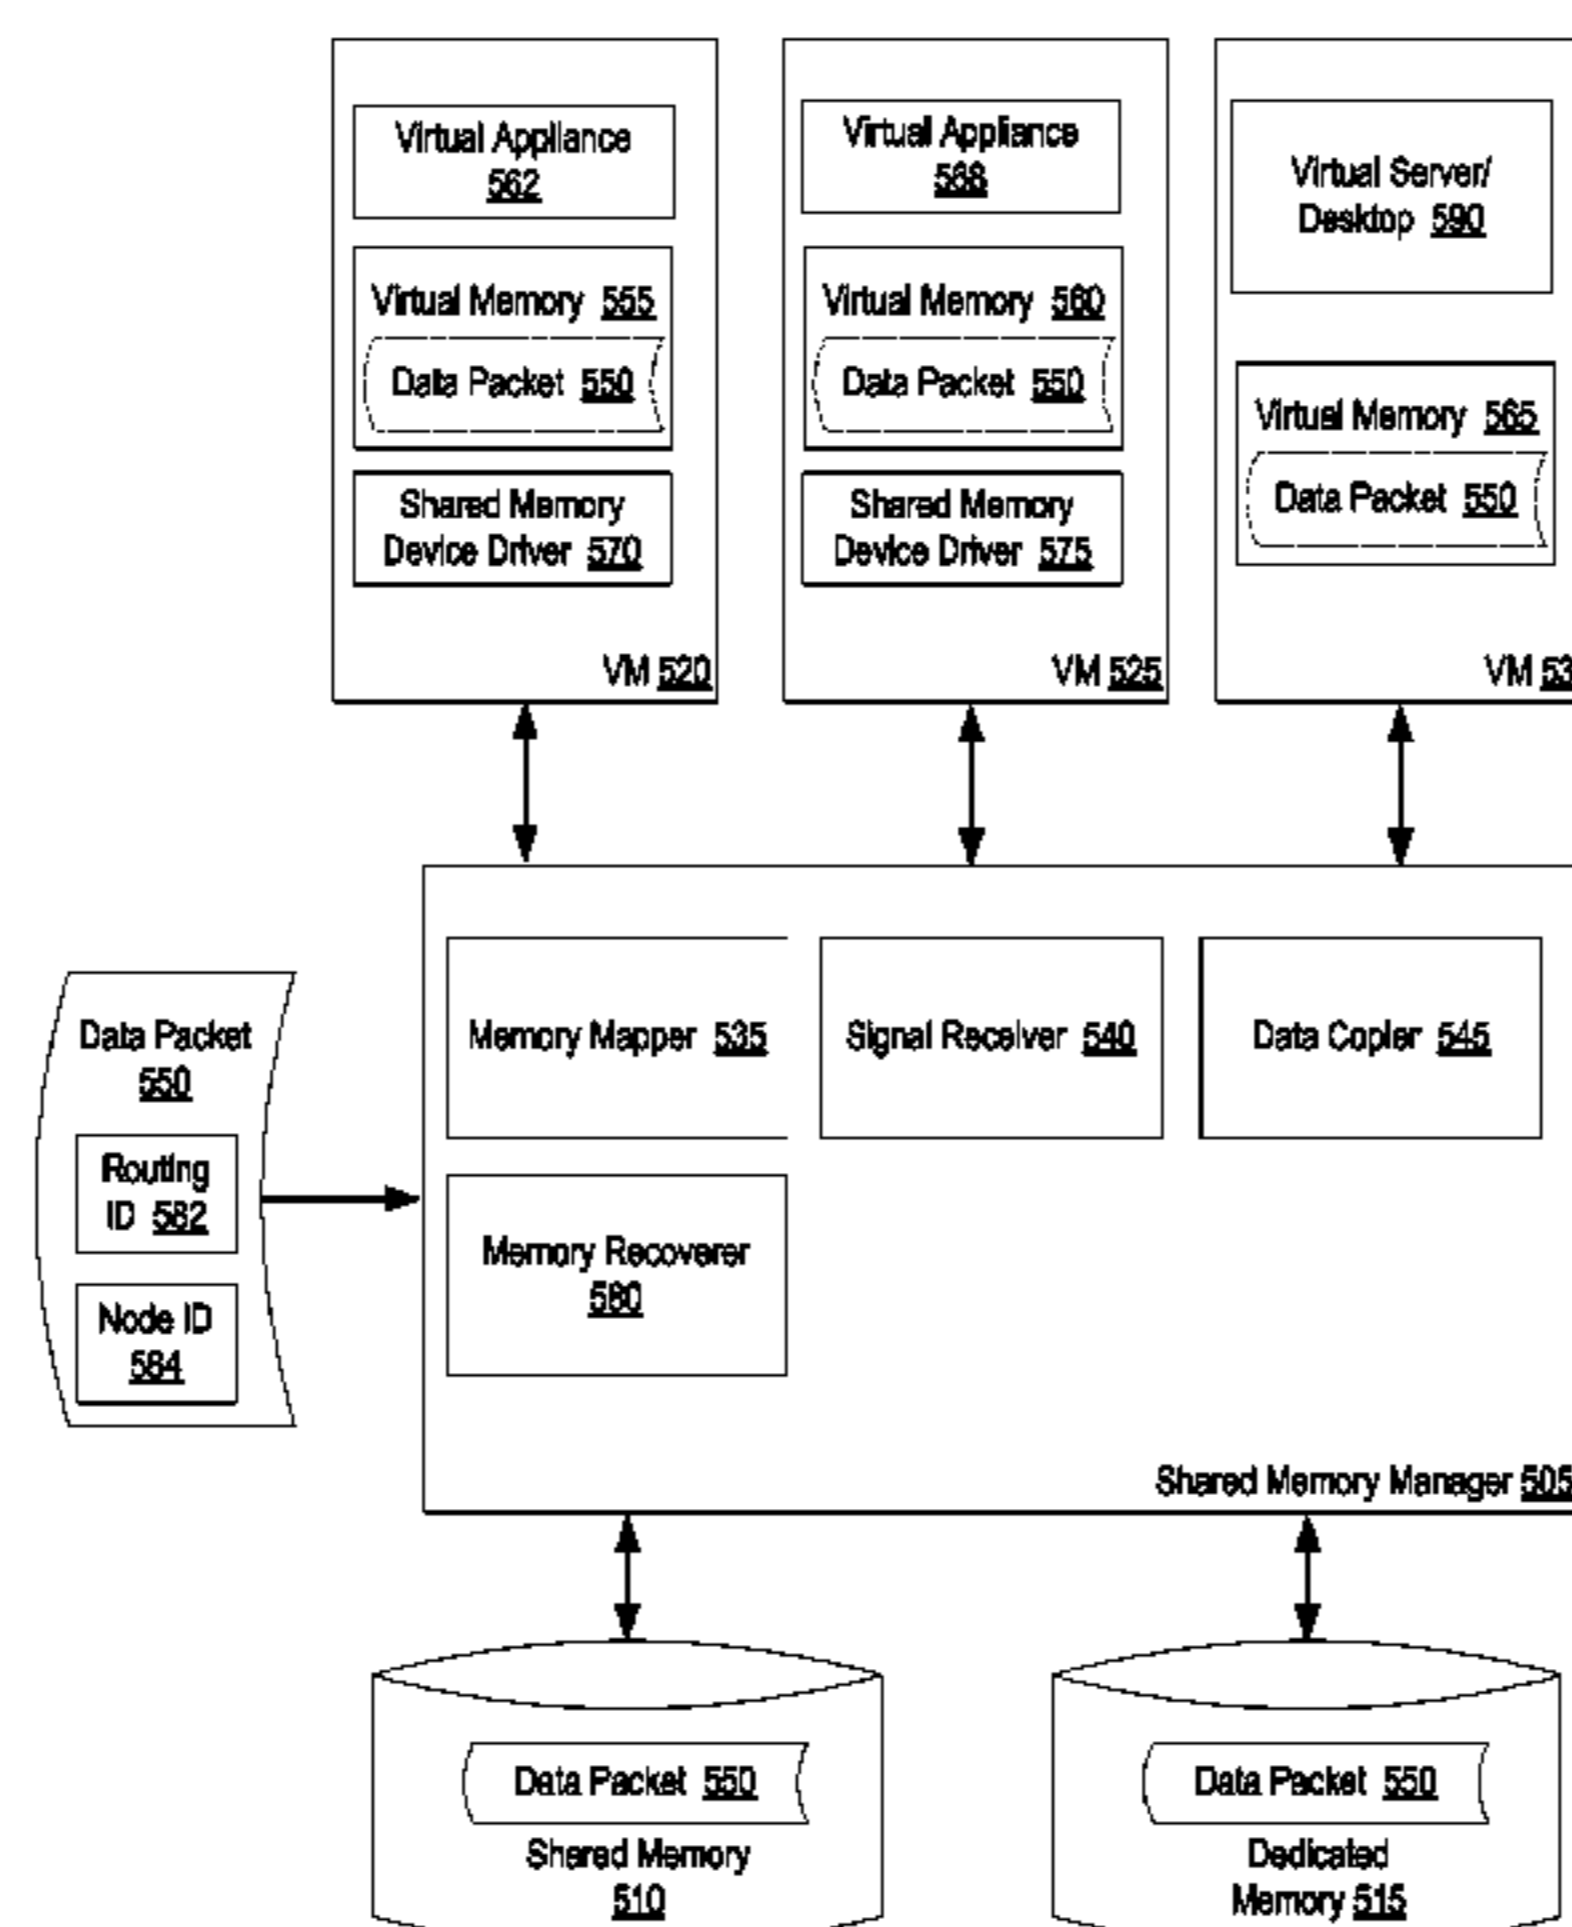 Virtual Appliance
562
Virtual Memory 555
Data Packet 550
Shared Memory
Device Driver 570
VM 520
Virtual Appliance
568
Virtual Memory 560
Data Packet 550
Shared Memory
Device Driver 575
VM 525
Virtual Server/
Desktop 590
Virtual Memory 565
Data Packet 550
VM 53
Data Packet
550
Routing
ID 582
Node ID
584
Memory Mapper 535
Signal Receiver 540
Data Copier 545
Memory Recoverer
580
Shared Memory Manager 505
Data Packet 550
Shared Memory
510
Data Packet 550
Dedicated
Memory 515